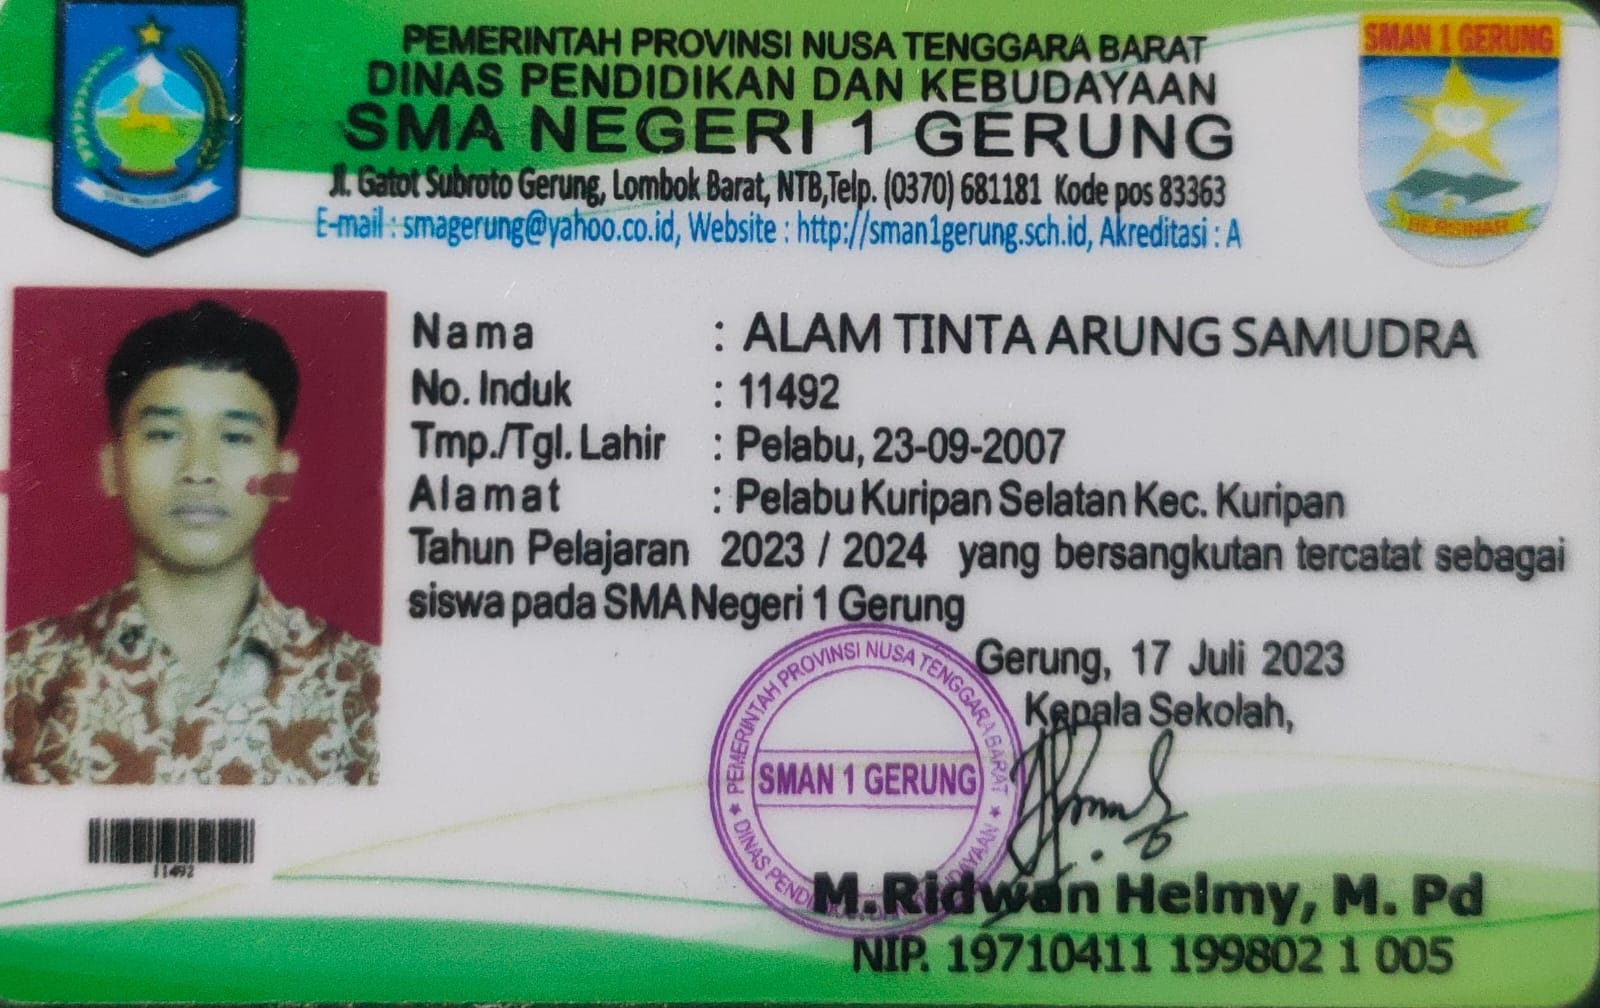 PEMERINTAH PROVINSI NUSA TENGGARA BARAT
DINAS PENDIDIKAN DAN KEBUDAYAAN
SMA NEGERI 1 GERUNG
Jl. Gatot Subroto Gerung, Lombok Barat, NTB,Telp. (0370) 681181 Kode pos 83363
E-mail : smagerung@yahoo.co.id, Website : http://sman1gerung.sch.id, Akreditasi : A
SMAN 1 GERUNG
BERSINAR
Nama : ALAM TINTA ARUNG SAMUDRA
No. Induk : 11492
Tmp./Tgl. Lahir : Pelabu, 23-09-2007
Alamat : Pelabu Kuripan Selatan Kec. Kuripan
Tahun Pelajaran 2023 / 2024 yang bersangkutan tercatat sebagai
siswa pada SMA Negeri 1 Gerung
Gerung, 17 Juli 2023
Kepala Sekolah,
PEMERINTAH PROVINSI NUSA TENGGARA BARAT
SMAN 1 GERUNG
DINAS
M.Ridwan Helmy, M. Pd
NIP. 19710411 199802 1 005
11492